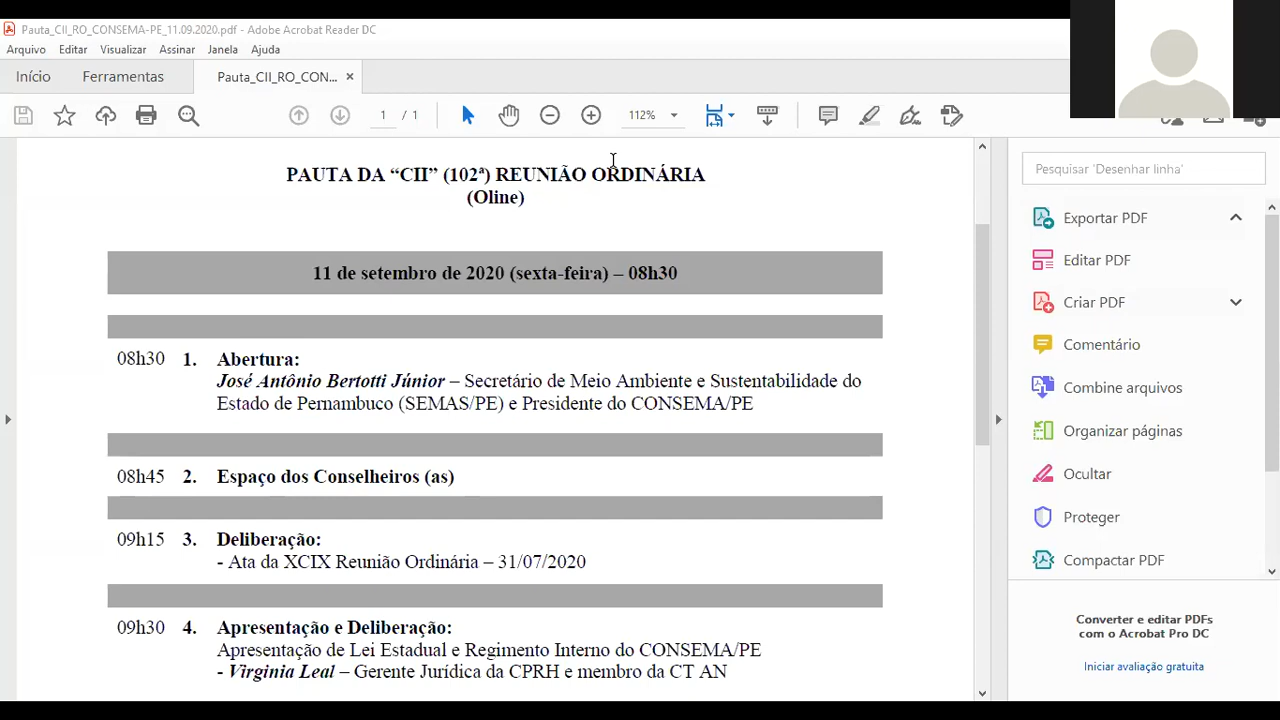 Pauta_CII_RO_CONSEMA-PE_11.09.2020.pdf - Adobe Acrobat Reader DC
Arquivo Editar Visualizar Assinar Janela Ajuda
Início Ferramentas Pauta_CII_RO_CON... ×
1 / 1 112%
PAUTA DA “CII” (102ª) REUNIÃO ORDINÁRIA
(Oline)
11 de setembro de 2020 (sexta-feira) – 08h30
08h30 1. Abertura:
José Antônio Bertotti Júnior – Secretário de Meio Ambiente e Sustentabilidade do
Estado de Pernambuco (SEMAS/PE) e Presidente do CONSEMA/PE
08h45 2. Espaço dos Conselheiros (as)
09h15 3. Deliberação:
- Ata da XCIX Reunião Ordinária – 31/07/2020
09h30 4. Apresentação e Deliberação:
Apresentação de Lei Estadual e Regimento Interno do CONSEMA/PE
- Virginia Leal – Gerente Jurídica da CPRH e membro da CT AN
Pesquisar 'Desenhar linha'
Exportar PDF
Editar PDF
Criar PDF
Comentário
Combine arquivos
Organizar páginas
Ocultar
Proteger
Compactar PDF
Converter e editar PDFs
com o Acrobat Pro DC
Iniciar avaliação gratuita